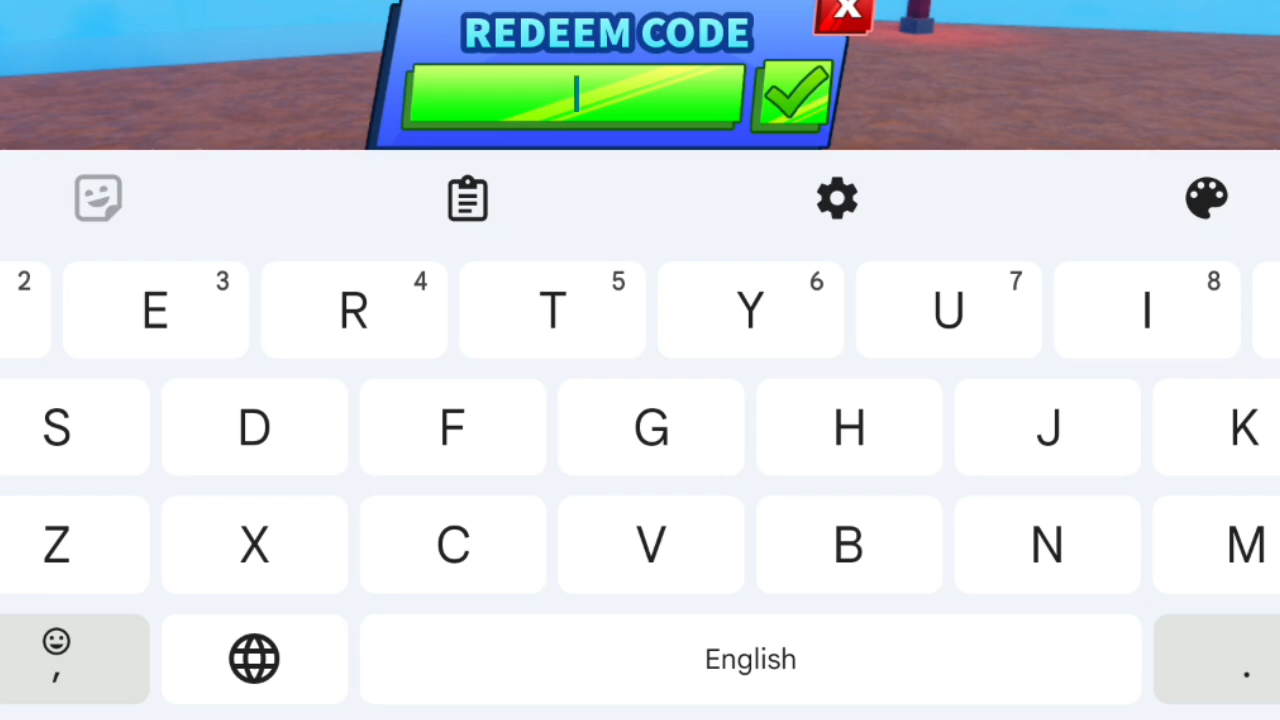 REDEEM CODE
X
2 E 3 R 4 T 5 Y 6 U 7 I 8
S D F G H J K
Z X C V B N M
, English .